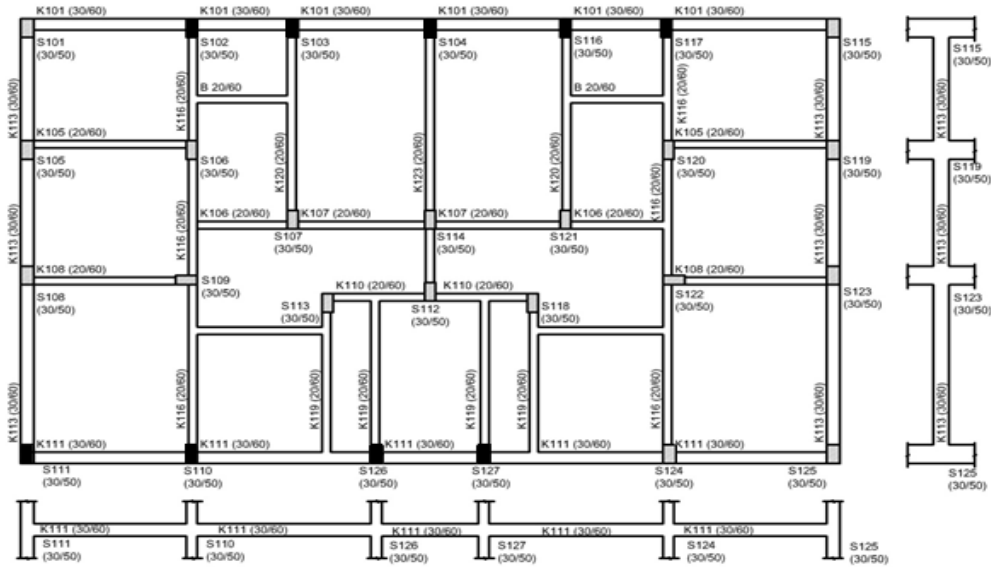 K101 (30/60) K101 (30/60) K101 (30/60) K101 (30/60) K101 (30/60) K101 (30/60)
S101 S102 S103 S104 S116 S117 S115 S115
(30/50) (30/50) (30/50) (30/50) (30/50) (30/50) (30/50) (30/50)
K113 (30/60) K116 (20/60) B 20/60 B 20/60 K116 (20/60) K113 (30/60) K113 (30/60)
K105 (20/60) K105 (20/60)
S105 S106 S120 S119 S119
(30/50) (30/50) (30/50) (30/50) (30/50)
K120 (20/60) K123 (20/60) K120 (20/60)
K113 (30/60) K116 (20/60) K116 (20/60) K113 (30/60) K113 (30/60)
K106 (20/60) K107 (20/60) K107 (20/60) K106 (20/60)
S107 S114 S121
(30/50) (30/50) (30/50)
K108 (20/60) K108 (20/60)
S108 S109 S122 S123 S123
(30/50) (30/50) (30/50) (30/50) (30/50)
K110 (20/60) K110 (20/60)
S113 S112 S118
(30/50) (30/50) (30/50)
K113 (30/60) K116 (20/60) K119 (20/60) K119 (20/60) K119 (20/60) K119 (20/60) K116 (20/60) K113 (30/60) K113 (30/60)
K111 (30/60) K111 (30/60) K111 (30/60) K111 (30/60) K111 (30/60)
S111 S110 S126 S127 S124 S125 S125
(30/50) (30/50) (30/50) (30/50) (30/50) (30/50) (30/50)
K111 (30/60) K111 (30/60) K111 (30/60) K111 (30/60) K111 (30/60)
S111 S110 S126 S127 S124 S125
(30/50) (30/50) (30/50) (30/50) (30/50) (30/50)